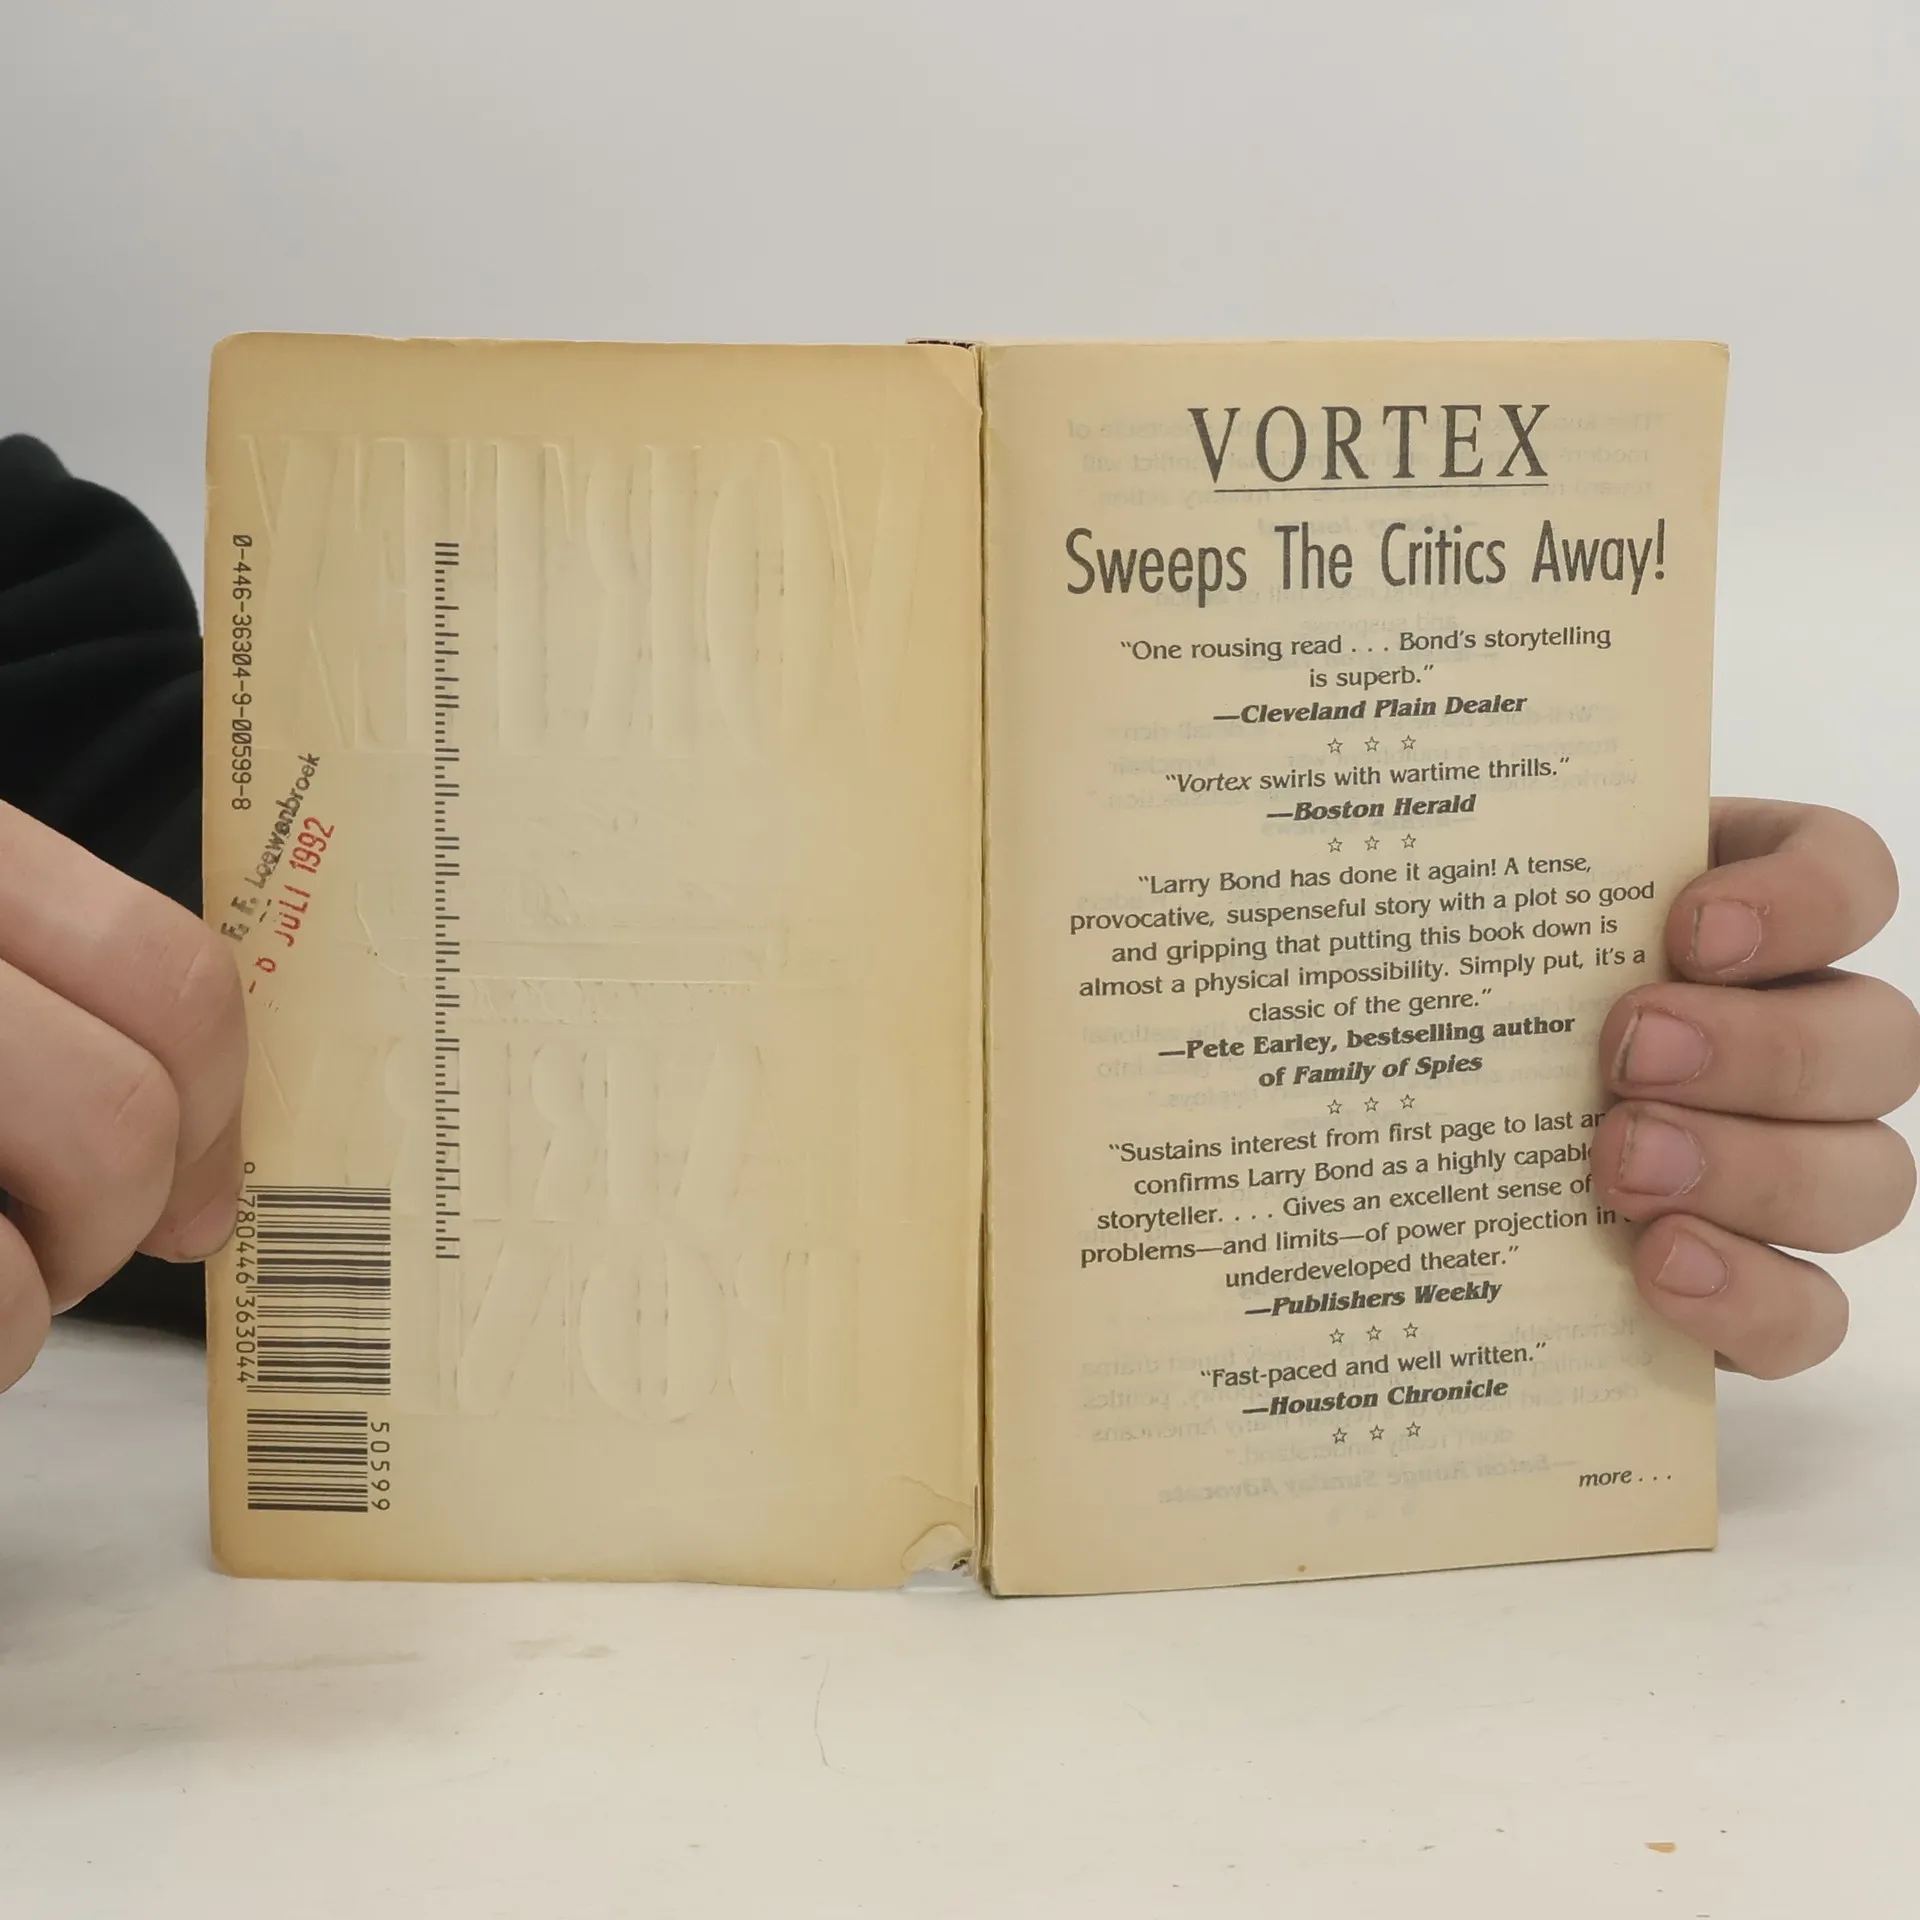 0-446-36304-9-00599-8
E. F. Loewenbroek
JULI 1992
9 780446 363044
50599
VORTEX
Sweeps The Critics Away!
“One rousing read . . . Bond’s storytelling
is superb.”
—Cleveland Plain Dealer
☆ ☆ ☆
“Vortex swirls with wartime thrills.”
—Boston Herald
☆ ☆ ☆
“Larry Bond has done it again! A tense,
provocative, suspenseful story with a plot so good
and gripping that putting this book down is
almost a physical impossibility. Simply put, it’s a
classic of the genre.”
—Pete Earley, bestselling author
of Family of Spies
☆ ☆ ☆
“Sustains interest from first page to last
confirms Larry Bond as a highly
storyteller. . . . Gives an excellent sense of
problems—and limits—of power projection in
underdeveloped theater.”
—Publishers Weekly
☆ ☆ ☆
“Fast-paced and well written.”
—Houston Chronicle
☆ ☆ ☆
more . . .